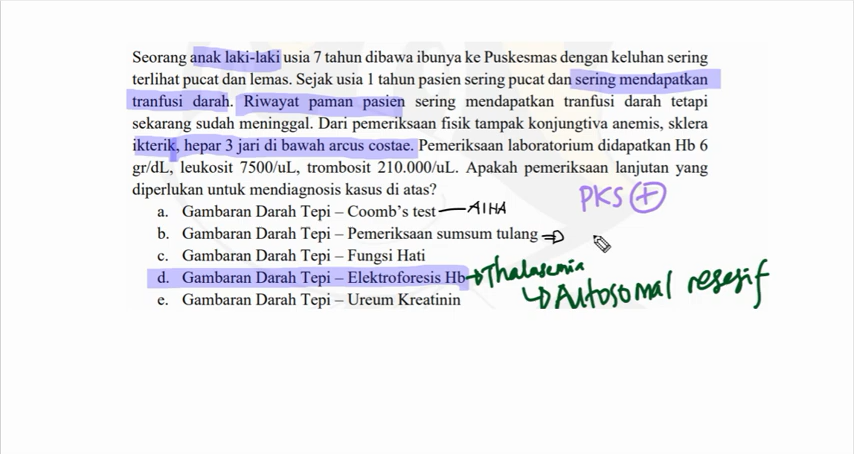 Seorang anak laki-laki usia 7 tahun dibawa ibunya ke Puskesmas dengan keluhan sering
terlihat pucat dan lemas. Sejak usia 1 tahun pasien sering pucat dan sering mendapatkan
tranfusi darah. Riwayat paman pasien sering mendapatkan tranfusi darah tetapi
sekarang sudah meninggal. Dari pemeriksaan fisik tampak konjungtiva anemis, sklera
ikterik, hepar 3 jari di bawah arcus costae. Pemeriksaan laboratorium didapatkan Hb 6
gr/dL, leukosit 7500/uL, trombosit 210.000/uL. Apakah pemeriksaan lanjutan yang
diperlukan untuk mendiagnosis kasus di atas?
PKS +
a. Gambaran Darah Tepi – Coomb's test — AIHA
b. Gambaran Darah Tepi – Pemeriksaan sumsum tulang
c. Gambaran Darah Tepi – Fungsi Hati
d. Gambaran Darah Tepi – Elektroforesis Hb → Thalasemia
↳ Autosomal resesif
e. Gambaran Darah Tepi – Ureum Kreatinin